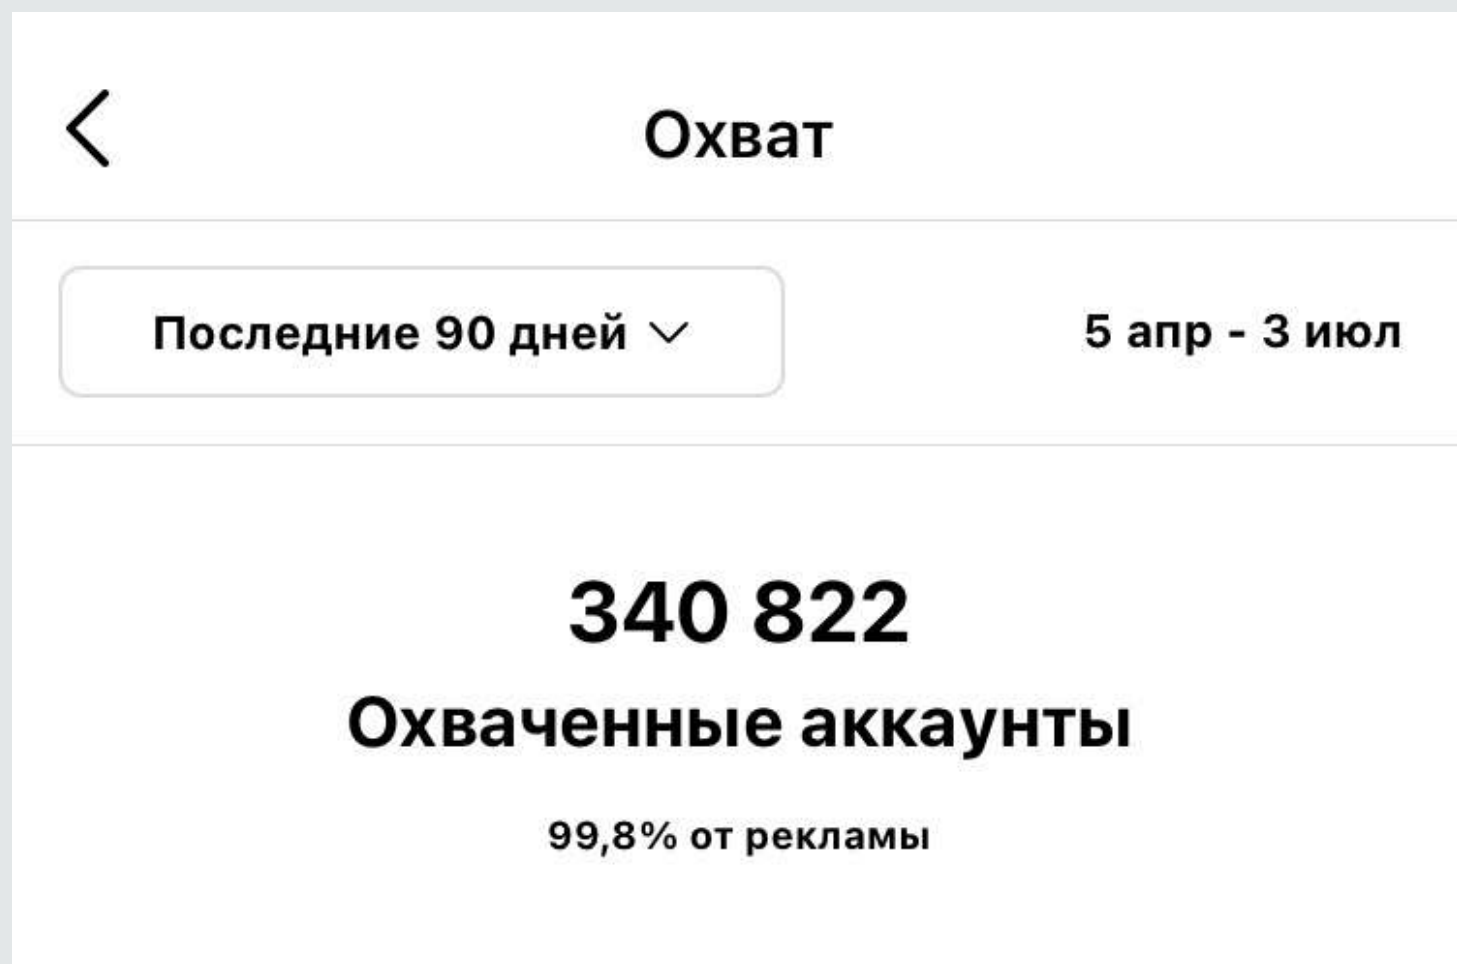 Охват
Последние 90 дней
5 апр - 3 июл
340 822
Охваченные аккаунты
99,8% от рекламы